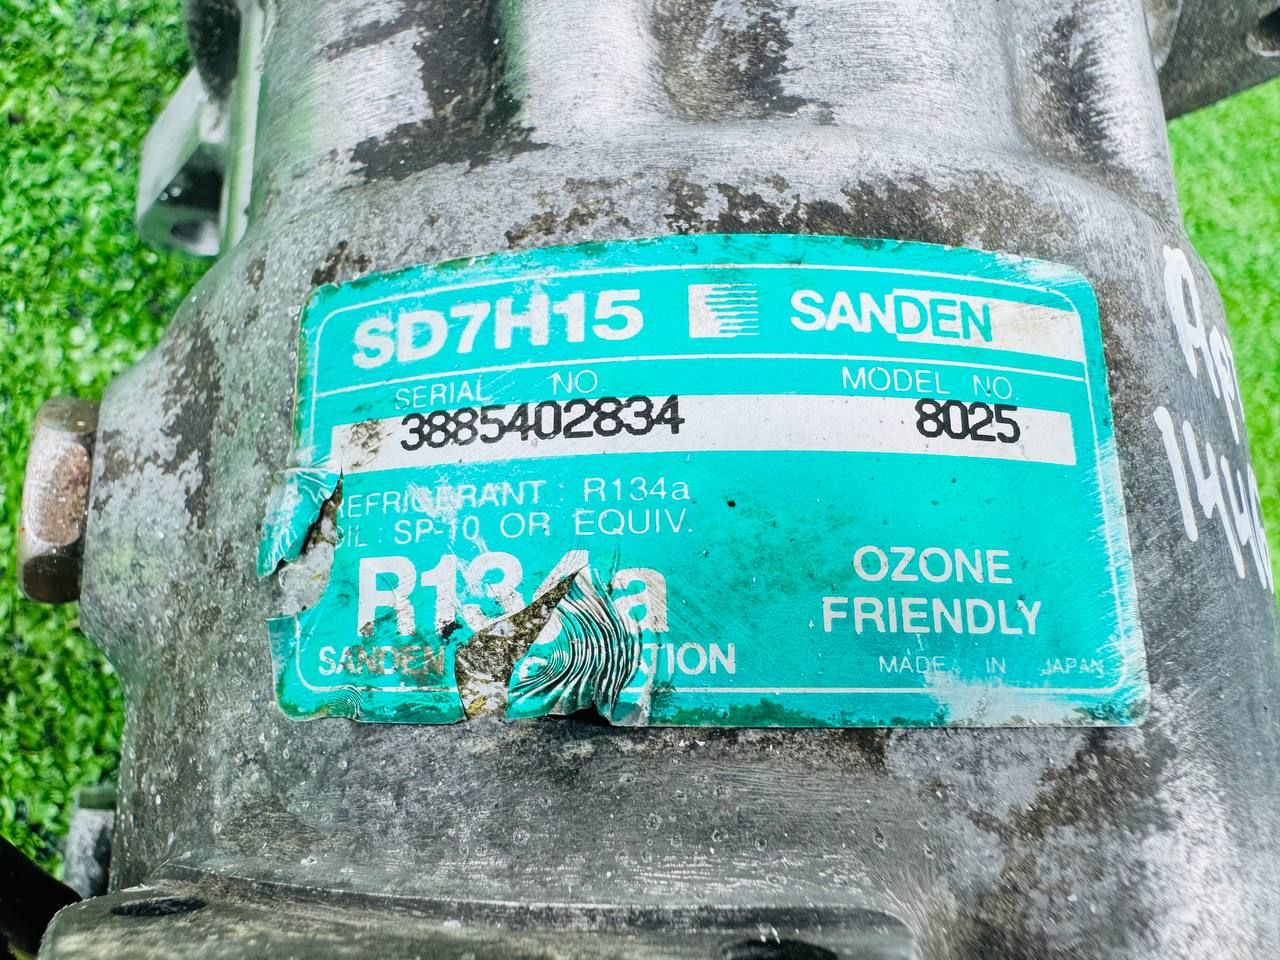 SD7H15 SANDEN
SERIAL NO. MODEL NO.
3885402834 8025
REFRIGERANT : R134a
OIL : SP-10 OR EQUIV.
R134a
OZONE
FRIENDLY
SANDEN
MADE IN JAPAN